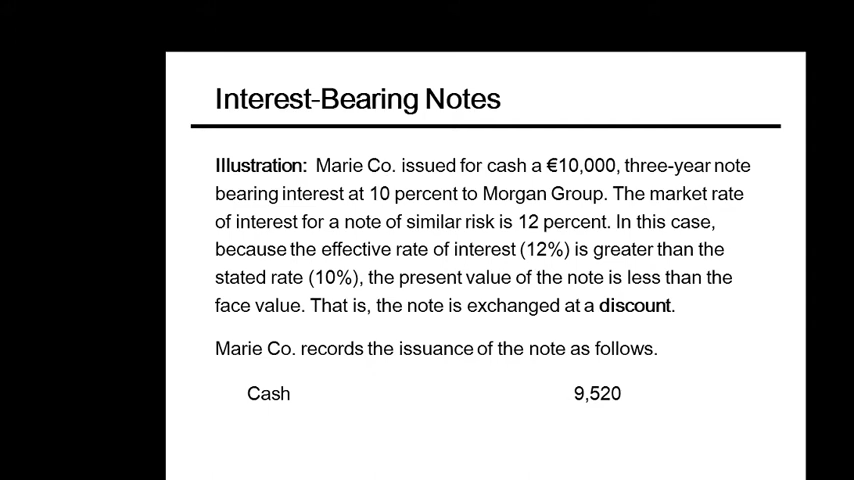 Interest-Bearing Notes
Illustration: Marie Co. issued for cash a €10,000, three-year note
bearing interest at 10 percent to Morgan Group. The market rate
of interest for a note of similar risk is 12 percent. In this case,
because the effective rate of interest (12%) is greater than the
stated rate (10%), the present value of the note is less than the
face value. That is, the note is exchanged at a discount.
Marie Co. records the issuance of the note as follows.
Cash 9,520